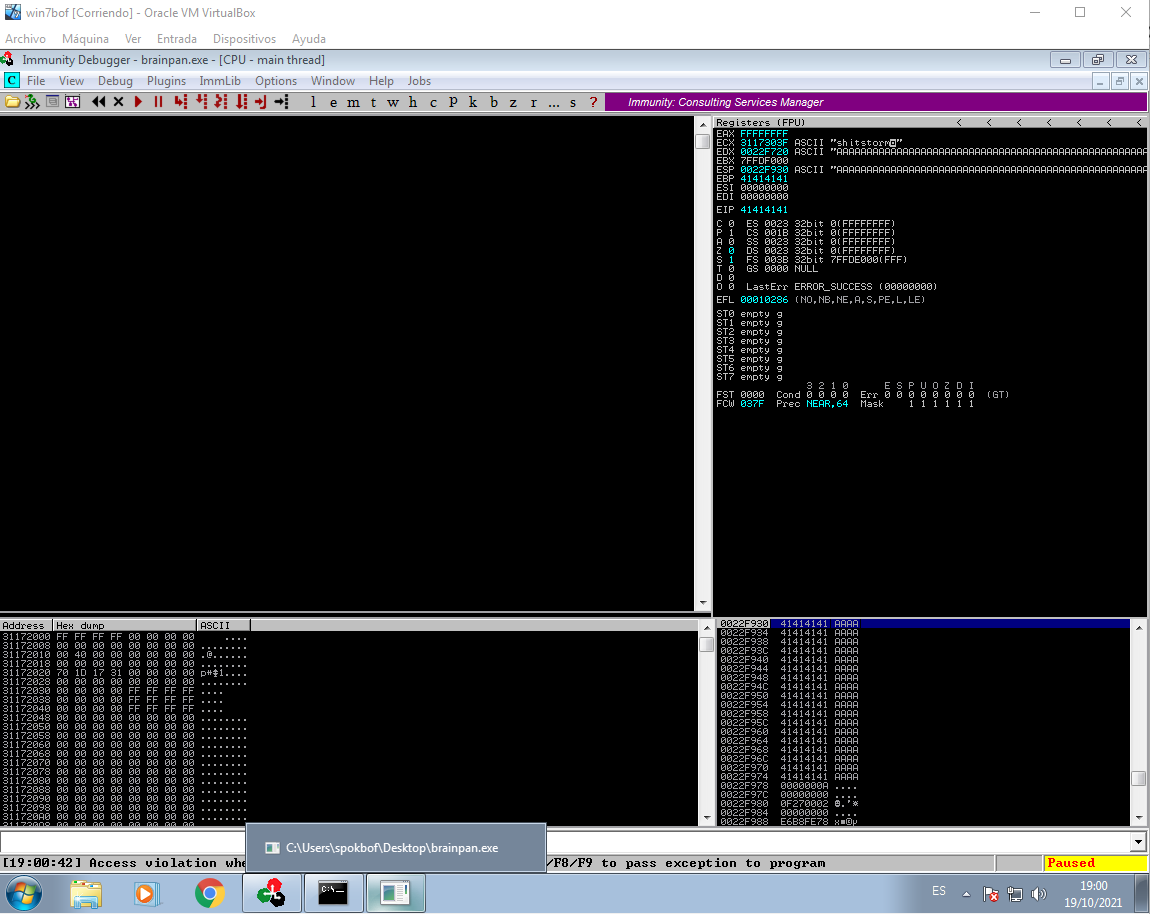 win7bof [Corriendo] - Oracle VM VirtualBox
Archivo Máquina Ver Entrada Dispositivos Ayuda
Immunity Debugger - brainpan.exe - [CPU - main thread]
C File View Debug Plugins ImmLib Options Window Help Jobs
l e m t w h c P k b z r ... s ? Immunity: Consulting Services Manager
Registers (FPU) < < < < < < <
EAX FFFFFFFF
ECX 3117303F ASCII "shitstorm"
EDX 0022F720 ASCII "AAAAAAAAAAAAAAAAAAAAAAAAAAAAAAAAAAAAAAAAAAAAAAAAAAAA
EBX 7FFDF000
ESP 0022F930 ASCII "AAAAAAAAAAAAAAAAAAAAAAAAAAAAAAAAAAAAAAAAAAAAAAAAAAAA
EBP 41414141
ESI 00000000
EDI 00000000
EIP 41414141
C 0 ES 0023 32bit 0(FFFFFFFF)
P 1 CS 001B 32bit 0(FFFFFFFF)
A 0 SS 0023 32bit 0(FFFFFFFF)
Z 0 DS 0023 32bit 0(FFFFFFFF)
S 1 FS 003B 32bit 7FFDE000(FFF)
T 0 GS 0000 NULL
D 0
O 0 LastErr ERROR_SUCCESS (00000000)
EFL 00010286 (NO,NB,NE,A,S,PE,L,LE)
ST0 empty g
ST1 empty g
ST2 empty g
ST3 empty g
ST4 empty g
ST5 empty g
ST6 empty g
ST7 empty g
3 2 1 0 E S P U O Z D I
FST 0000 Cond 0 0 0 0 Err 0 0 0 0 0 0 0 0 (GT)
FCW 037F Prec NEAR,64 Mask 1 1 1 1 1 1
Address Hex dump ASCII
31172000 FF FF FF FF 00 00 00 00 ....
31172008 00 00 00 00 00 00 00 00 ........
31172010 00 40 00 00 00 00 00 00 .@......
31172018 00 00 00 00 00 00 00 00 ........
31172020 70 1D 17 31 00 00 00 00 p#$1....
31172028 00 00 00 00 00 00 00 00 ........
31172030 00 00 00 00 FF FF FF FF ....
31172038 00 00 00 00 FF FF FF FF ....
31172040 00 00 00 00 FF FF FF FF ....
31172048 00 00 00 00 00 00 00 00 ........
31172050 00 00 00 00 00 00 00 00 ........
31172058 00 00 00 00 00 00 00 00 ........
31172060 00 00 00 00 00 00 00 00 ........
31172068 00 00 00 00 00 00 00 00 ........
31172070 00 00 00 00 00 00 00 00 ........
31172078 00 00 00 00 00 00 00 00 ........
31172080 00 00 00 00 00 00 00 00 ........
31172088 00 00 00 00 00 00 00 00 ........
31172090 00 00 00 00 00 00 00 00 ........
31172098 00 00 00 00 00 00 00 00 ........
311720A0 00 00 00 00 00 00 00 00 ........
0022F930 41414141 AAAA
0022F934 41414141 AAAA
0022F938 41414141 AAAA
0022F93C 41414141 AAAA
0022F940 41414141 AAAA
0022F944 41414141 AAAA
0022F948 41414141 AAAA
0022F94C 41414141 AAAA
0022F950 41414141 AAAA
0022F954 41414141 AAAA
0022F958 41414141 AAAA
0022F95C 41414141 AAAA
0022F960 41414141 AAAA
0022F964 41414141 AAAA
0022F968 41414141 AAAA
0022F96C 41414141 AAAA
0022F970 41414141 AAAA
0022F974 41414141 AAAA
0022F978 0000000A ....
0022F97C 00000000 ....
0022F980 0F270002
0022F984 00000000 ....
0022F988 E6B8FE78
C:\Users\spokbof\Desktop\brainpan.exe
[19:00:42] Access violation whe /F8/F9 to pass exception to program Paused
C:\
ES 19:00
19/10/2021